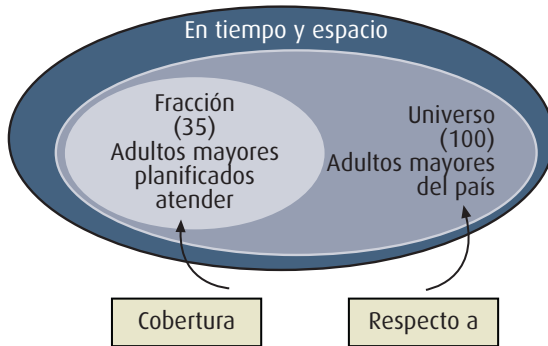 En tiempo y espacio
Fracción
(35)
Adultos mayores
planificados
atender
Universo
(100)
Adultos mayores
del país
Cobertura
Respecto a